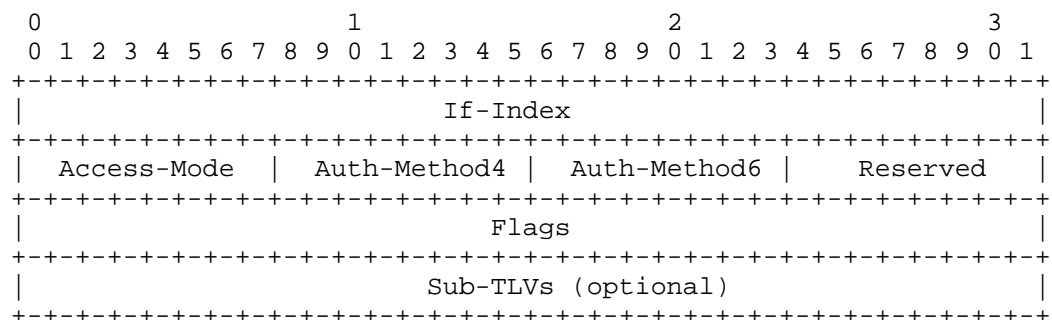 0                   1                   2                   3
 0 1 2 3 4 5 6 7 8 9 0 1 2 3 4 5 6 7 8 9 0 1 2 3 4 5 6 7 8 9 0 1
+-+-+-+-+-+-+-+-+-+-+-+-+-+-+-+-+-+-+-+-+-+-+-+-+-+-+-+-+-+-+-+-+
|                          If-Index                             |
+-+-+-+-+-+-+-+-+-+-+-+-+-+-+-+-+-+-+-+-+-+-+-+-+-+-+-+-+-+-+-+-+
|  Access-Mode  |  Auth-Method4 |  Auth-Method6 |    Reserved   |
+-+-+-+-+-+-+-+-+-+-+-+-+-+-+-+-+-+-+-+-+-+-+-+-+-+-+-+-+-+-+-+-+
|                             Flags                             |
+-+-+-+-+-+-+-+-+-+-+-+-+-+-+-+-+-+-+-+-+-+-+-+-+-+-+-+-+-+-+-+-+
|                         Sub-TLVs (optional)                   |
+-+-+-+-+-+-+-+-+-+-+-+-+-+-+-+-+-+-+-+-+-+-+-+-+-+-+-+-+-+-+-+-+